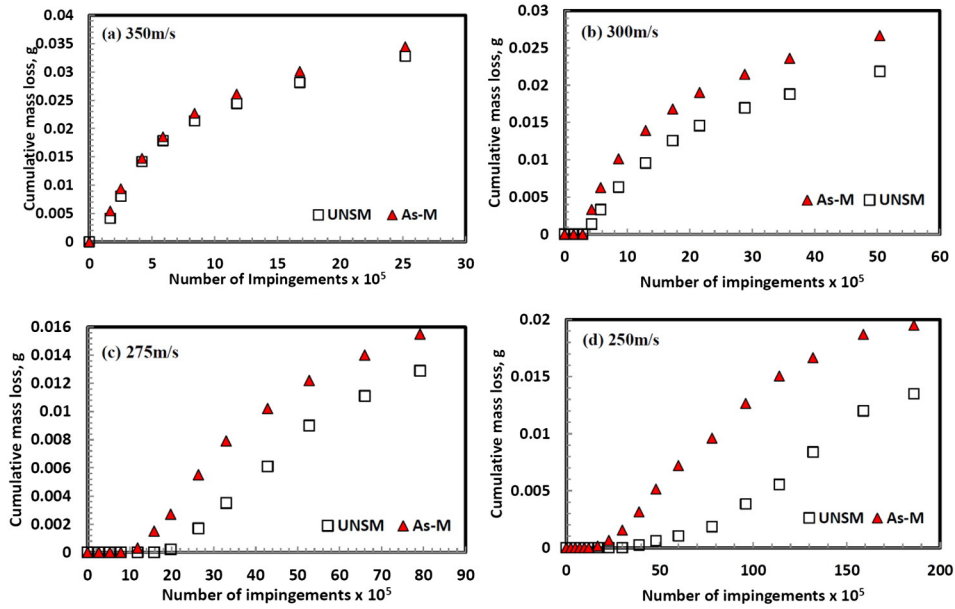 (a) 350m/s
Cumulative mass loss, g
0.04
0.035
0.03
0.025
0.02
0.015
0.01
0.005
0
UNSM As-M
0 5 10 15 20 25 30
Number of Impingements x 10⁵
(b) 300m/s
Cumulative mass loss, g
0.03
0.025
0.02
0.015
0.01
0.005
0
As-M UNSM
0 10 20 30 40 50 60
Number of impingements x 10⁵
(c) 275m/s
Cumulative mass loss, g
0.016
0.014
0.012
0.01
0.008
0.006
0.004
0.002
0
UNSM As-M
0 10 20 30 40 50 60 70 80 90
Number of impingements x 10⁵
(d) 250m/s
Cumulative mass loss, g
0.02
0.015
0.01
0.005
0
UNSM As-M
0 50 100 150 200
Number of impingements x 10⁵